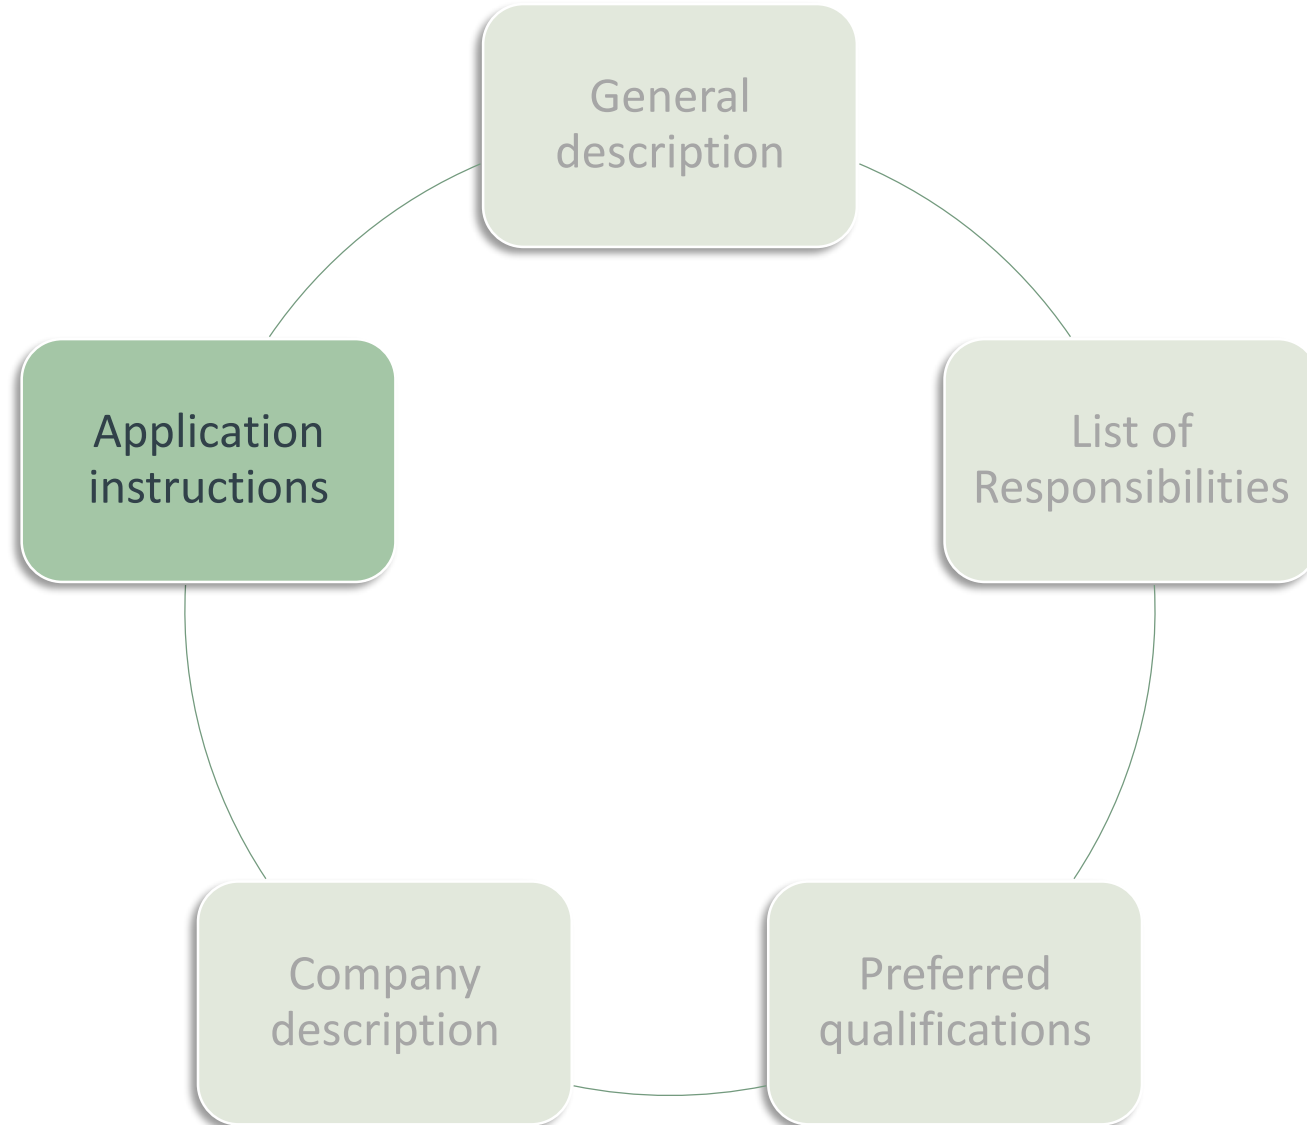 General
description
List of
Responsibilities
Preferred
qualifications
Company
description
Application
instructions